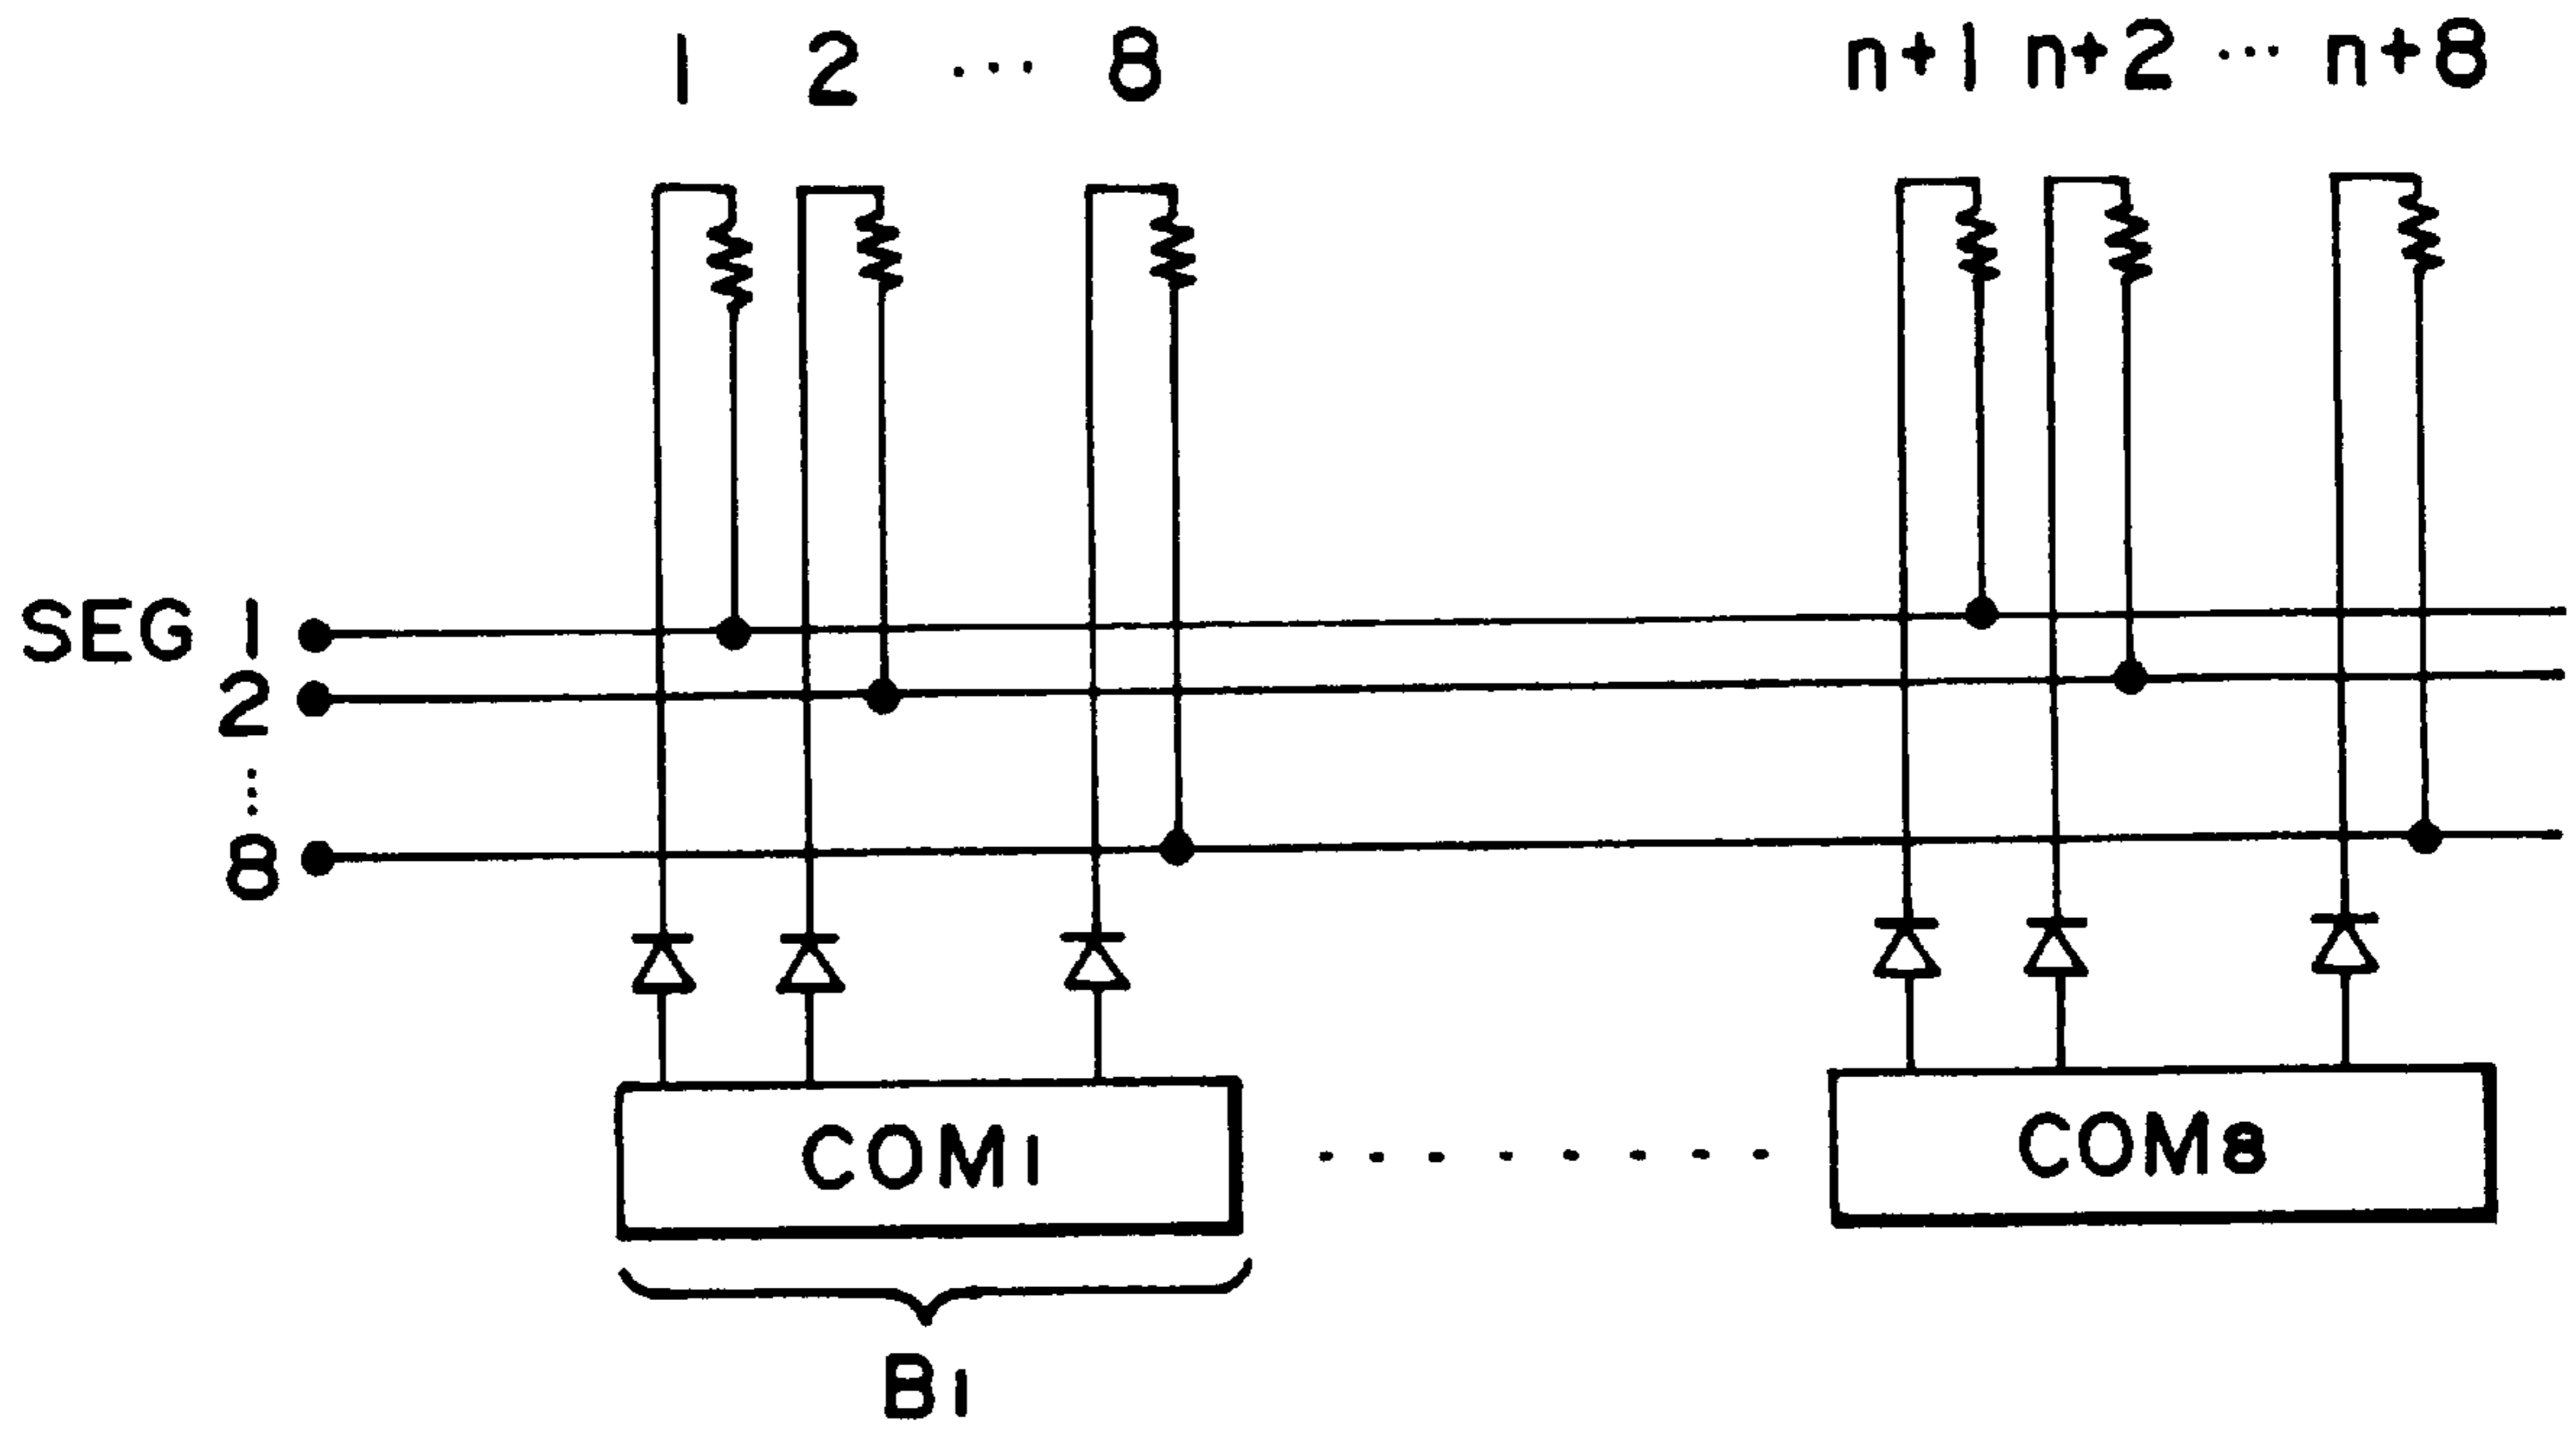 1 2 ... 8 n+1 n+2 ... n+8
SEG 1
2
⋮
8
COM1 ........ COM8
B1